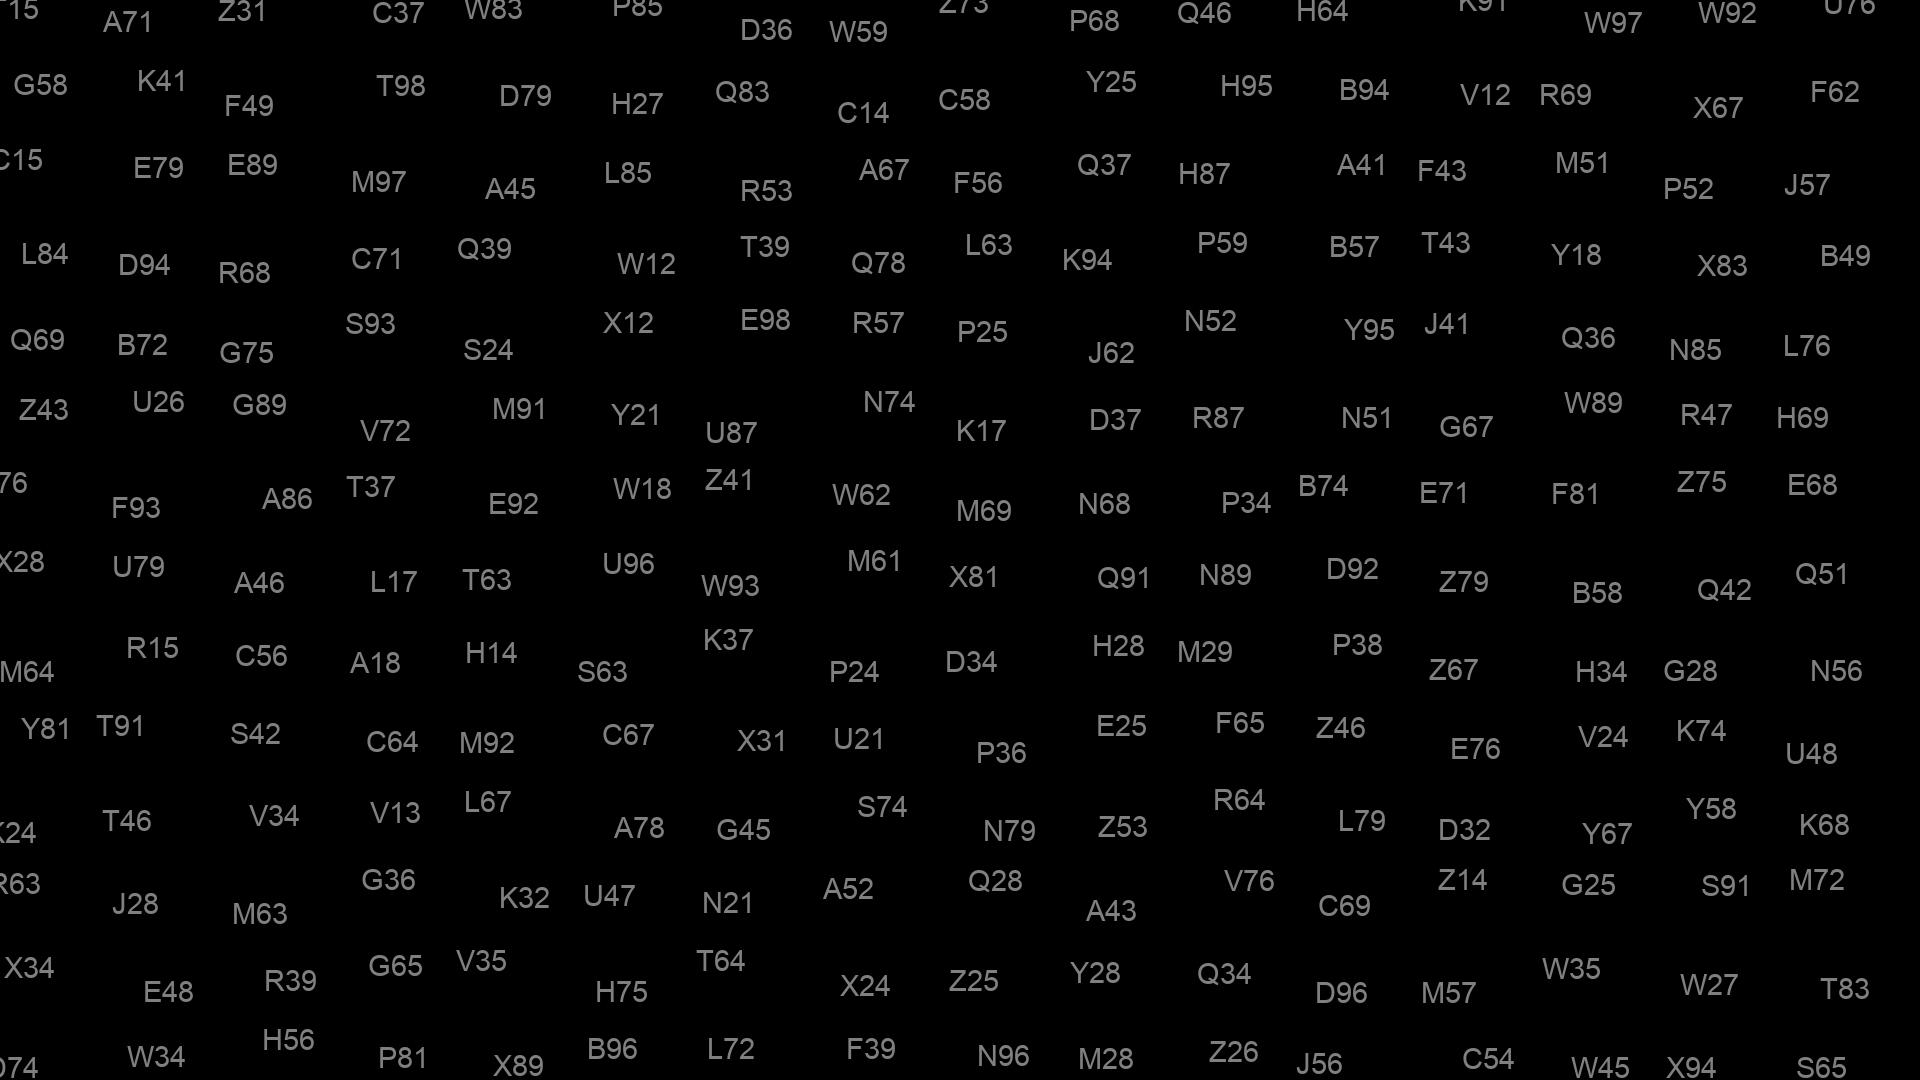 T15 A71 Z31 C37 W83 P85 D36 W59 Z73 P68 Q46 H64 K91 W97 W92 U76
G58 K41 F49 T98 D79 H27 Q83 C14 C58 Y25 H95 B94 V12 R69 X67 F62
C15 E79 E89 M97 A45 L85 R53 A67 F56 Q37 H87 A41 F43 M51 P52 J57
L84 D94 R68 C71 Q39 W12 T39 Q78 L63 K94 P59 B57 T43 Y18 X83 B49
Q69 B72 G75 S93 S24 X12 E98 R57 P25 J62 N52 Y95 J41 Q36 N85 L76
Z43 U26 G89 V72 M91 Y21 U87 N74 K17 D37 R87 N51 G67 W89 R47 H69
76 F93 A86 T37 E92 W18 Z41 W62 M69 N68 P34 B74 E71 F81 Z75 E68
X28 U79 A46 L17 T63 U96 W93 M61 X81 Q91 N89 D92 Z79 B58 Q42 Q51
M64 R15 C56 A18 H14 S63 K37 P24 D34 H28 M29 P38 Z67 H34 G28 N56
Y81 T91 S42 C64 M92 C67 X31 U21 P36 E25 F65 Z46 E76 V24 K74 U48
K24 T46 V34 V13 L67 A78 G45 S74 N79 Z53 R64 L79 D32 Y67 Y58 K68
R63 J28 M63 G36 K32 U47 N21 A52 Q28 A43 V76 C69 Z14 G25 S91 M72
X34 E48 R39 G65 V35 H75 T64 X24 Z25 Y28 Q34 D96 M57 W35 W27 T83
74 W34 H56 P81 X89 B96 L72 F39 N96 M28 Z26 J56 C54 W45 X94 S65